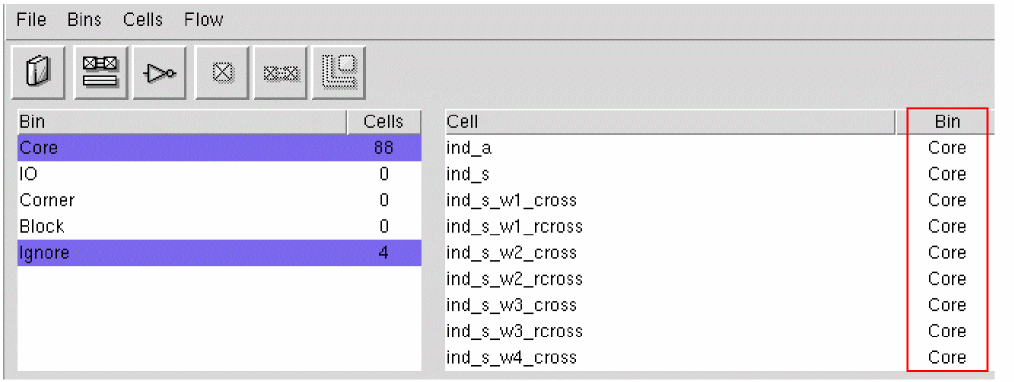 File Bins Cells Flow
Bin Cells Cell Bin
Core 88 ind_a Core
IO 0 ind_s Core
Corner 0 ind_s_w1_cross Core
Block 0 ind_s_w1_rcross Core
Ignore 4 ind_s_w2_cross Core
ind_s_w2_rcross Core
ind_s_w3_cross Core
ind_s_w3_rcross Core
ind_s_w4_cross Core